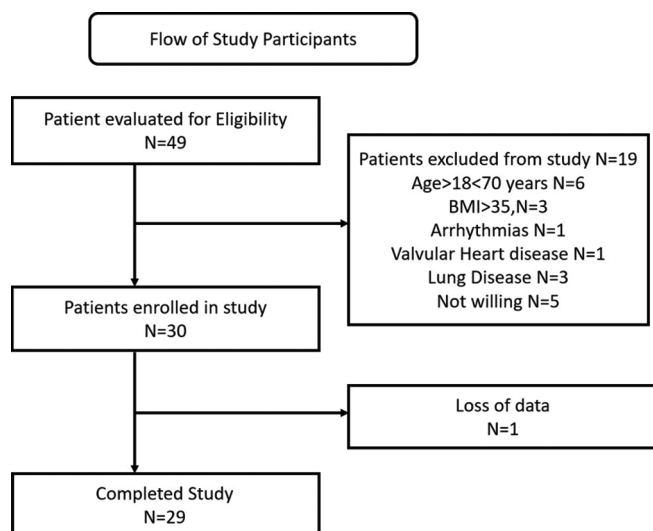 Flow of Study Participants
Patient evaluated for Eligibility
N=49
Patients excluded from study N=19
Age>18<70 years N=6
BMI>35,N=3
Arrhythmias N=1
Valvular Heart disease N=1
Lung Disease N=3
Not willing N=5
Patients enrolled in study
N=30
Loss of data
N=1
Completed Study
N=29